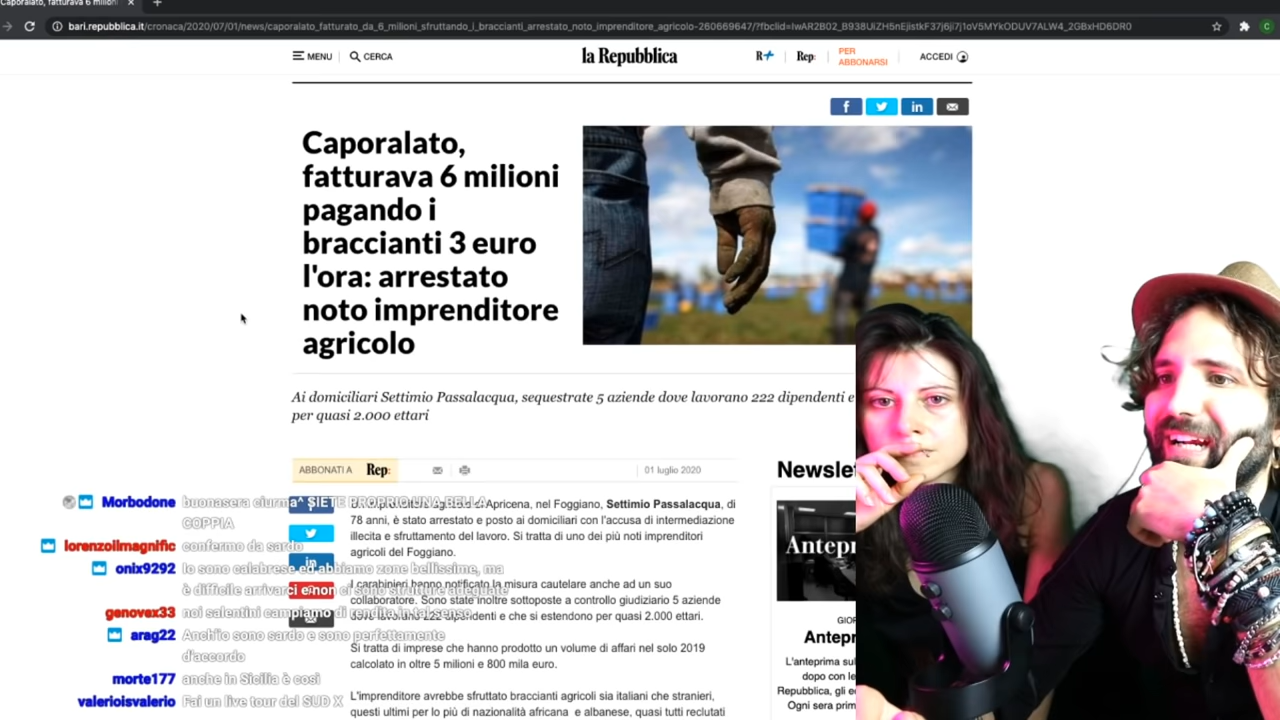 Caporalato, fatturava 6 milioni
bari.repubblica.it/cronaca/2020/07/01/news/caporalato_fatturato_da_6_milioni_sfruttando_i_braccianti_arrestato_noto_imprenditore_agricolo-260669647/
MENU
CERCA
la Repubblica
R+
Rep:
PER
ABBONARSI
ACCEDI
f
in
Caporalato,
fatturava 6 milioni
pagando i
braccianti 3 euro
l'ora: arrestato
noto imprenditore
agricolo
Ai domiciliari Settimio Passalacqua, sequestrate 5 aziende dove lavorano 222 dipendenti e
per quasi 2.000 ettari
ABBONATI A
Rep:
01 luglio 2020
Apricena, nel Foggiano, Settimio Passalacqua, di
78 anni, è stato arrestato e posto ai domiciliari con l'accusa di intermediazione
illecita e sfruttamento del lavoro. Si tratta di uno dei più noti imprenditori
agricoli del Foggiano.
I carabinieri hanno notificato la misura cautelare anche ad un suo
collaboratore. Sono state inoltre sottoposte a controllo giudiziario 5 aziende
dove lavorano 222 dipendenti e che si estendono per quasi 2.000 ettari.
Si tratta di imprese che hanno prodotto un volume di affari nel solo 2019
calcolato in oltre 5 milioni e 800 mila euro.
L'imprenditore avrebbe sfruttato braccianti agricoli sia italiani che stranieri,
questi ultimi per lo più di nazionalità africana e albanese, quasi tutti reclutati
Morbodone buonasera ciurma^ SIETE PROPRIO UNA BELLA
COPPIA
lorenzoilmagnific confermo da sardo
onix9292 Io sono calabrese ed abbiamo zone bellissime, ma
è difficile arrivarci e non ci sono strutture adeguate
genovex33 noi salentini campiamo di rendita in tal senso
arag22 Anch'io sono sardo e sono perfettamente
d'accordo
morte177 anche in Sicilia è così
valerioisvalerio Fai un live tour del SUD X
Newslet
Antepr
GIOR
Antepr
L'anteprima sul
dopo con le
Repubblica, gli e
Ogni sera prim